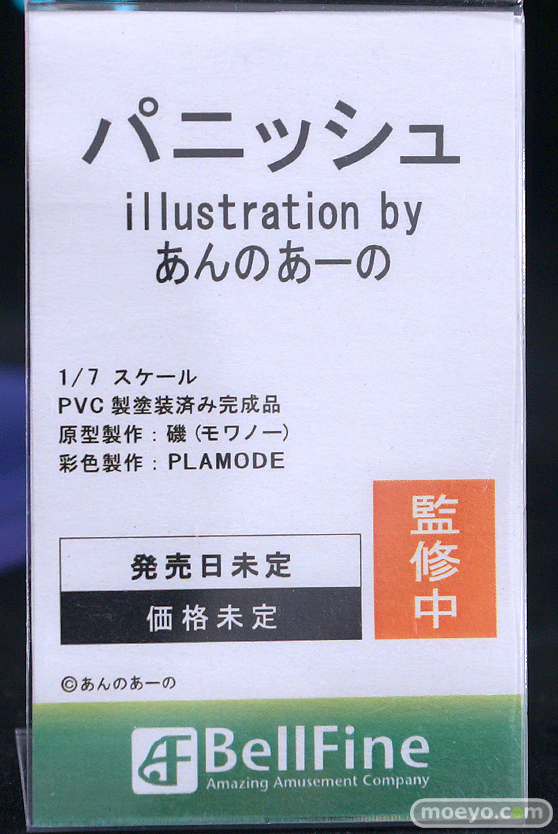 パニッシュ
illustration by
あんのあーの
1/7 スケール
PVC製塗装済み完成品
原型製作：磯(モワノー)
彩色製作：PLAMODE
監修中
発売日未定
価格未定
©あんのあーの
BellFine
Amazing Amusement Company
moeyo.com